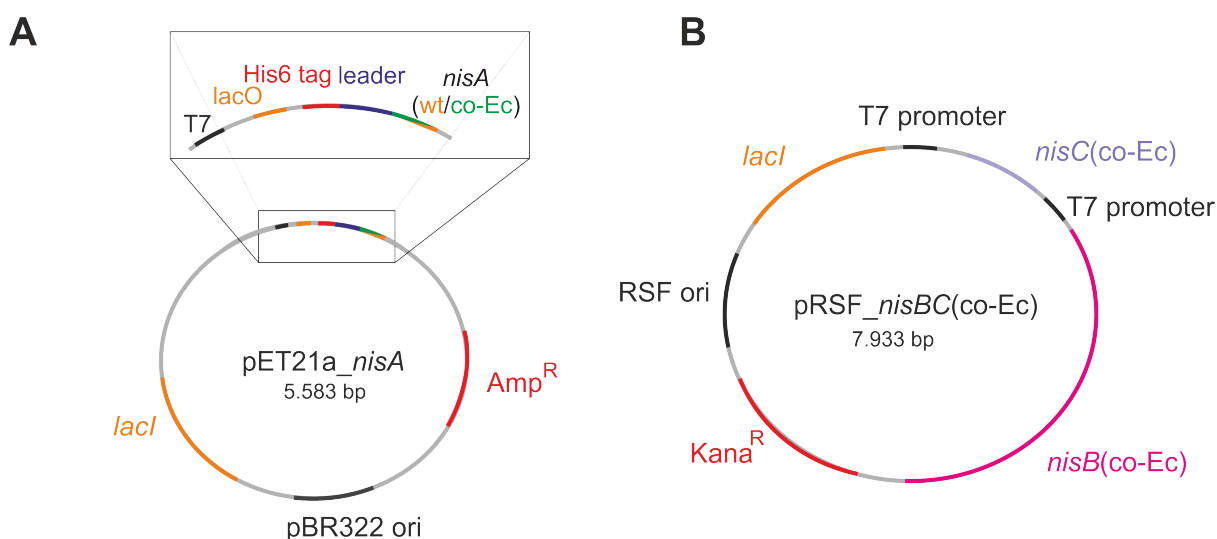 A
His6 tag leader
nisA
lacO
(wt/co-Ec)
T7
pET21a_nisA
5.583 bp
AmpR
lacI
pBR322 ori
B
T7 promoter
lacI
nisC(co-Ec)
T7 promoter
RSF ori
pRSF_nisBC(co-Ec)
7.933 bp
KanaR
nisB(co-Ec)